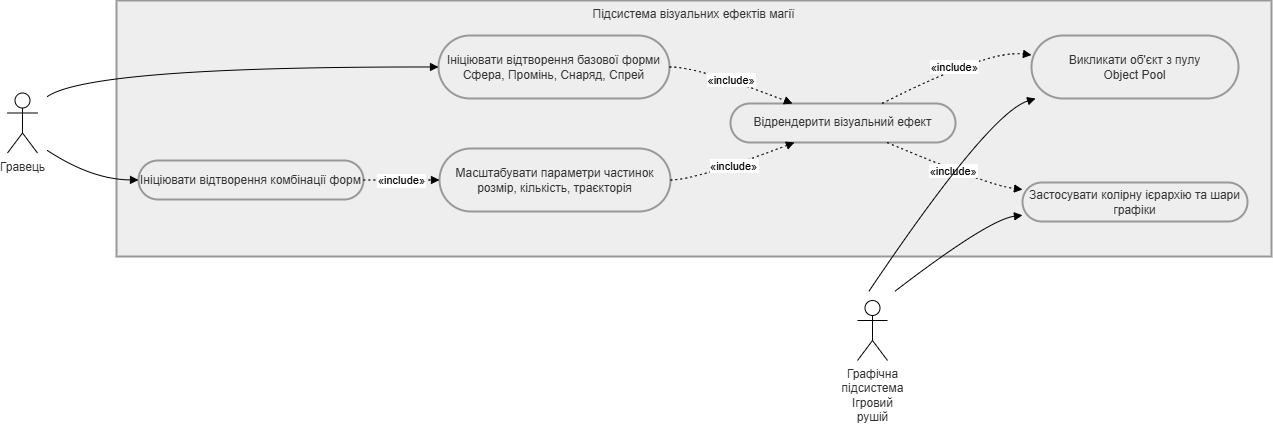 Підсистема візуальних ефектів магії
Ініціювати відтворення базової форми
Сфера, Промінь, Снаряд, Спрей
«include»
«include»
Викликати об'єкт з пулу
Object Pool
Відрендерити візуальний ефект
Гравець
Ініціювати відтворення комбінації форм
«include»
Масштабувати параметри частинок
розмір, кількість, траєкторія
«include»
«include»
Застосувати колірну ієрархію та шари
графіки
Графічна
підсистема
Ігровий
рушій